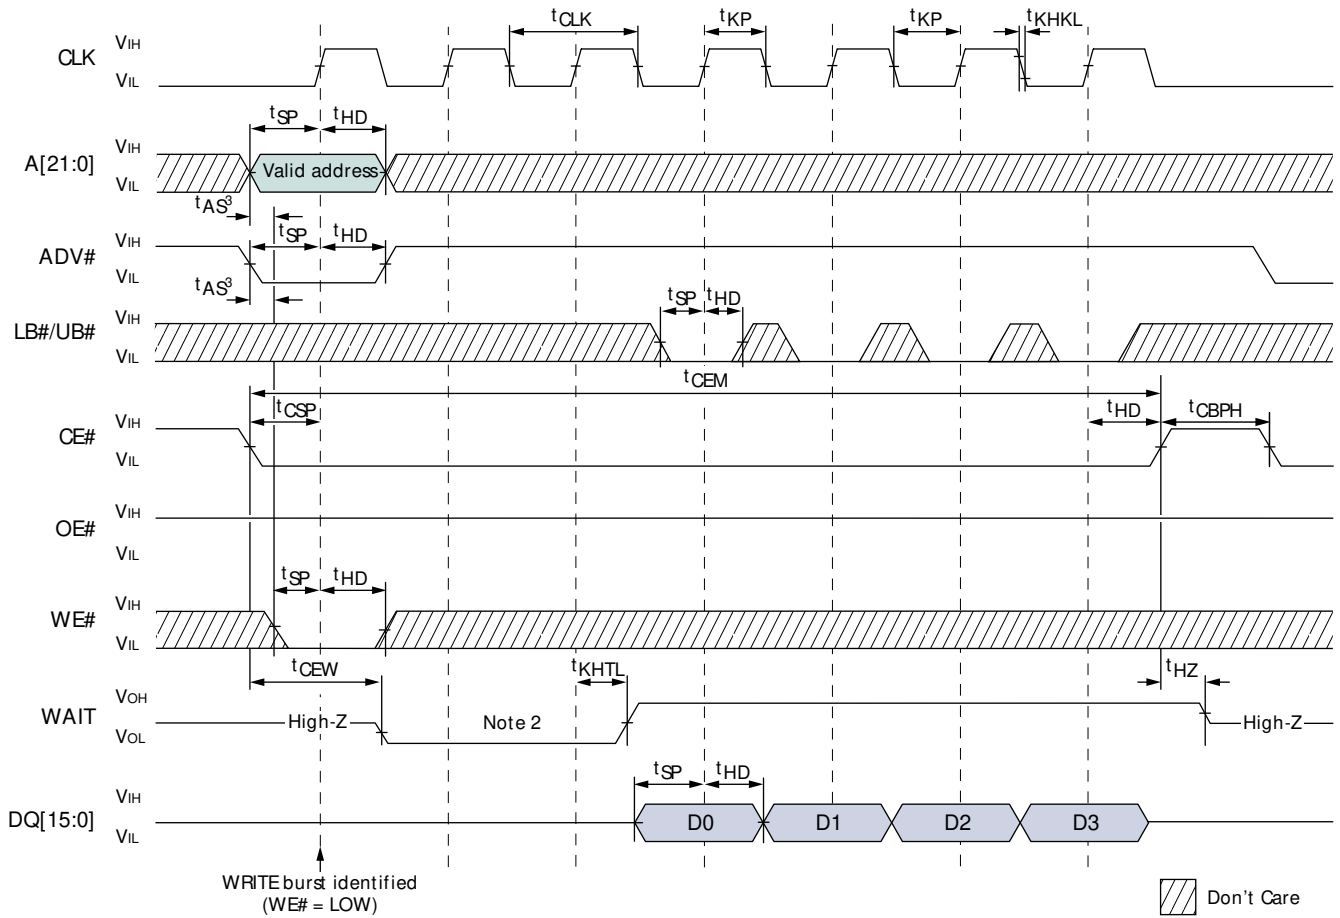 tCLK tKP tKP tKHKL
CLK VIH
VIL
tSP tHD
A[21:0] VIH
VIL
Valid address
tAS3
tSP tHD
ADV# VIH
VIL
tAS3
tSP tHD
LB#/UB# VIH
VIL
tCEM
tCSP tHD tCBPH
CE# VIH
VIL
OE# VIH
VIL
tSP tHD
WE# VIH
VIL
tCEW tKHTL tHZ
WAIT VOH
VOL
High-Z Note 2 High-Z
tSP tHD
DQ[15:0] VIH
VIL
D0 D1 D2 D3
WRITE burst identified
(WE# = LOW)
Don't Care